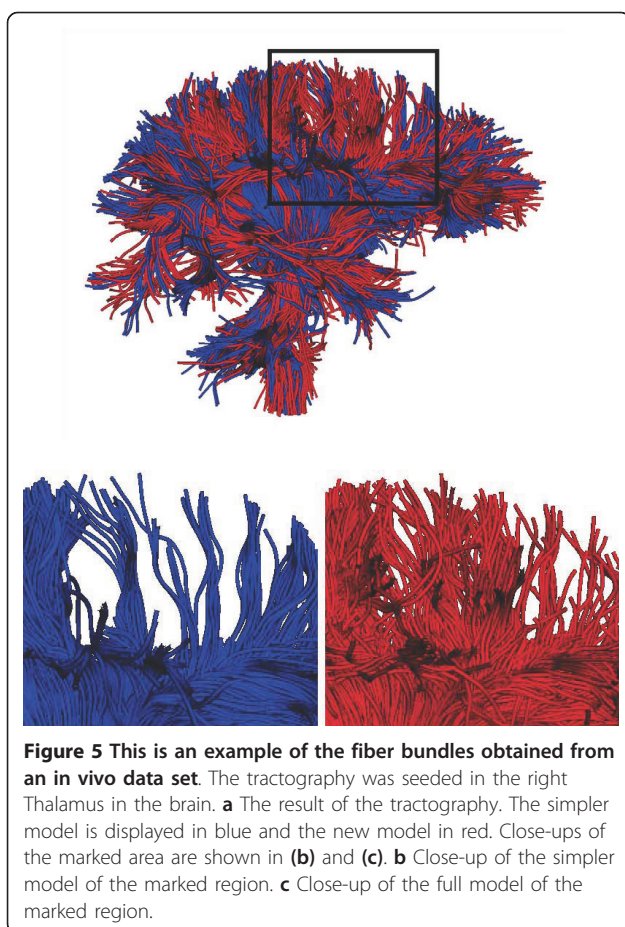 Figure 5 This is an example of the fiber bundles obtained from
an in vivo data set. The tractography was seeded in the right
Thalamus in the brain. a The result of the tractography. The simpler
model is displayed in blue and the new model in red. Close-ups of
the marked area are shown in (b) and (c). b Close-up of the simpler
model of the marked region. c Close-up of the full model of the
marked region.